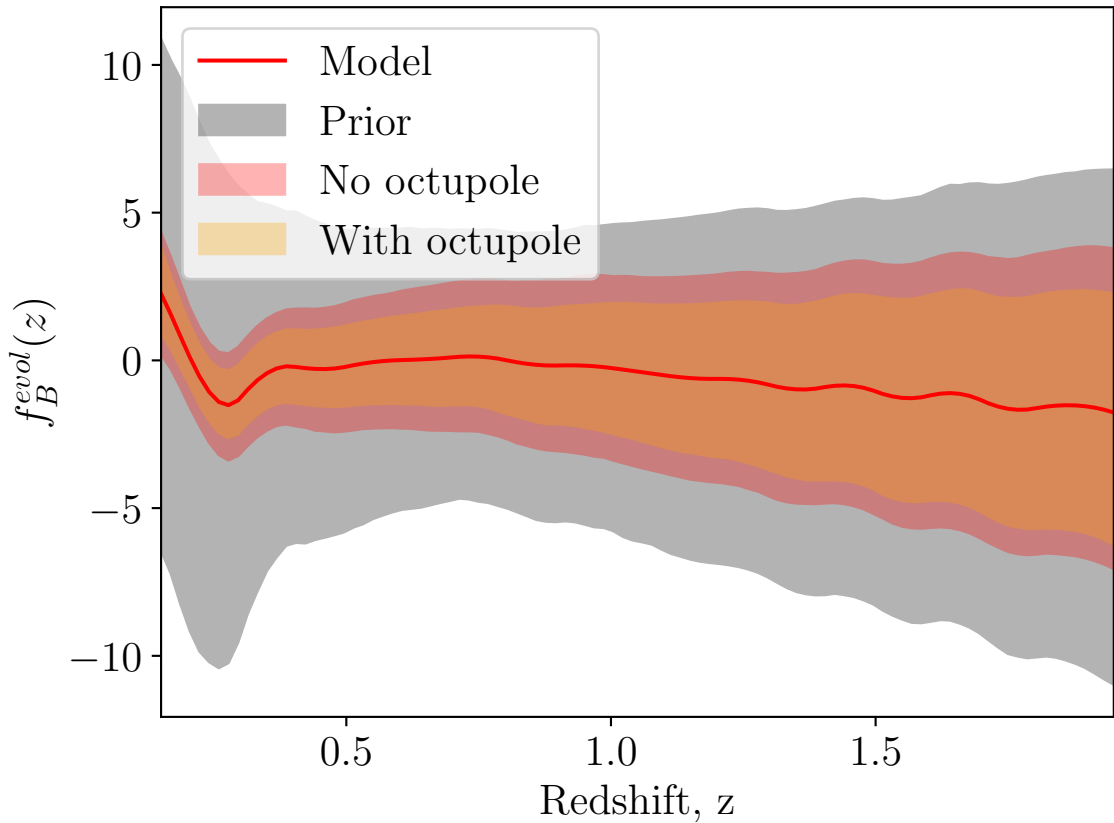 10
5
0
−5
−10
f_B^{evol}(z)
Model
Prior
No octupole
With octupole
0.5
1.0
1.5
Redshift, z